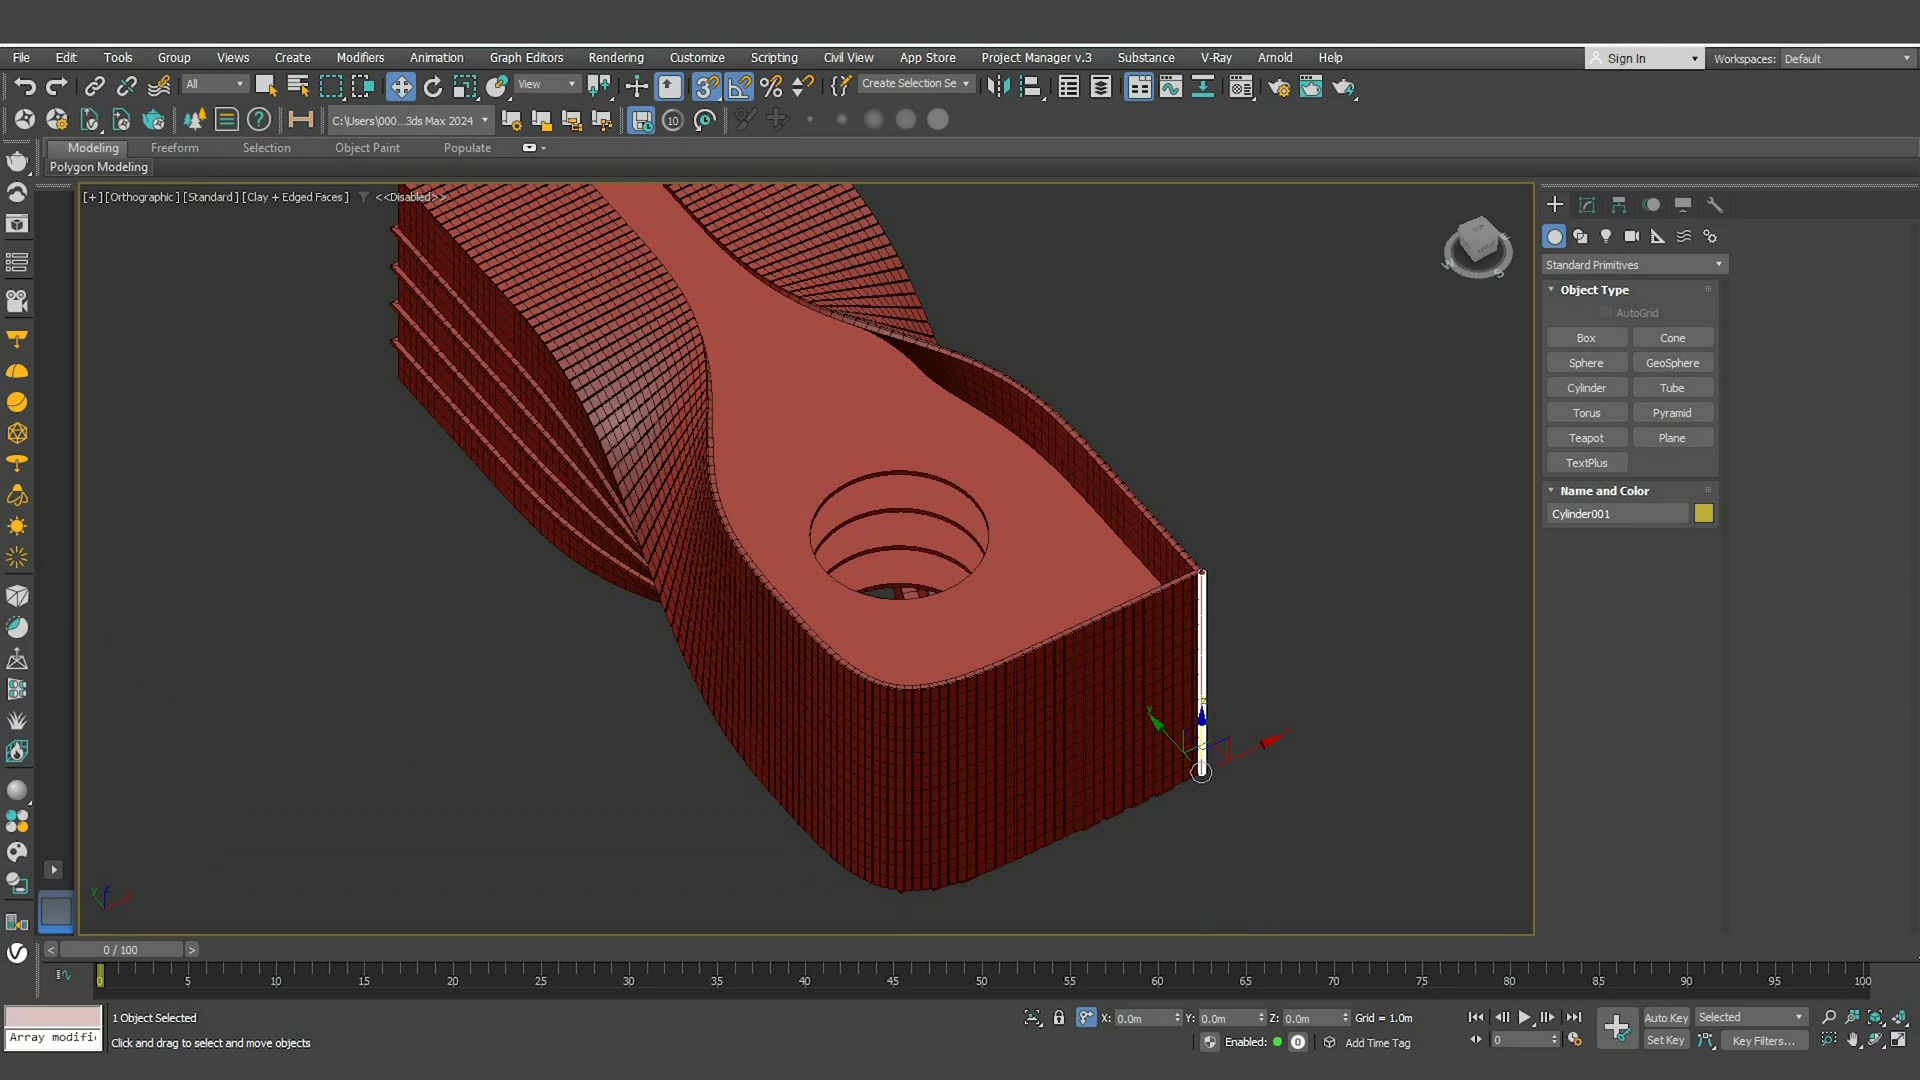 File Edit Tools Group Views Create Modifiers Animation Graph Editors Rendering Customize Scripting Civil View App Store Project Manager v.3 Substance V-Ray Arnold Help Sign In Workspaces: Default
All View Create Selection Se
C:\Users\000...3ds Max 2024 10
Modeling Freeform Selection Object Paint Populate
Polygon Modeling
[+] [Orthographic] [Standard] [Clay + Edged Faces] <<Disabled>>
Standard Primitives
Object Type
AutoGrid
Box Cone
Sphere GeoSphere
Cylinder Tube
Torus Pyramid
Teapot Plane
TextPlus
Name and Color
Cylinder001
< 0 / 100 >
0 5 10 15 20 25 30 35 40 45 50 55 60 65 70 75 80 85 90 95 100
1 Object Selected X: 0.0m Y: 0.0m Z: 0.0m Grid = 1.0m Auto Key Selected
Array modifi Click and drag to select and move objects Enabled: 0 Add Time Tag 0 Set Key Key Filters...